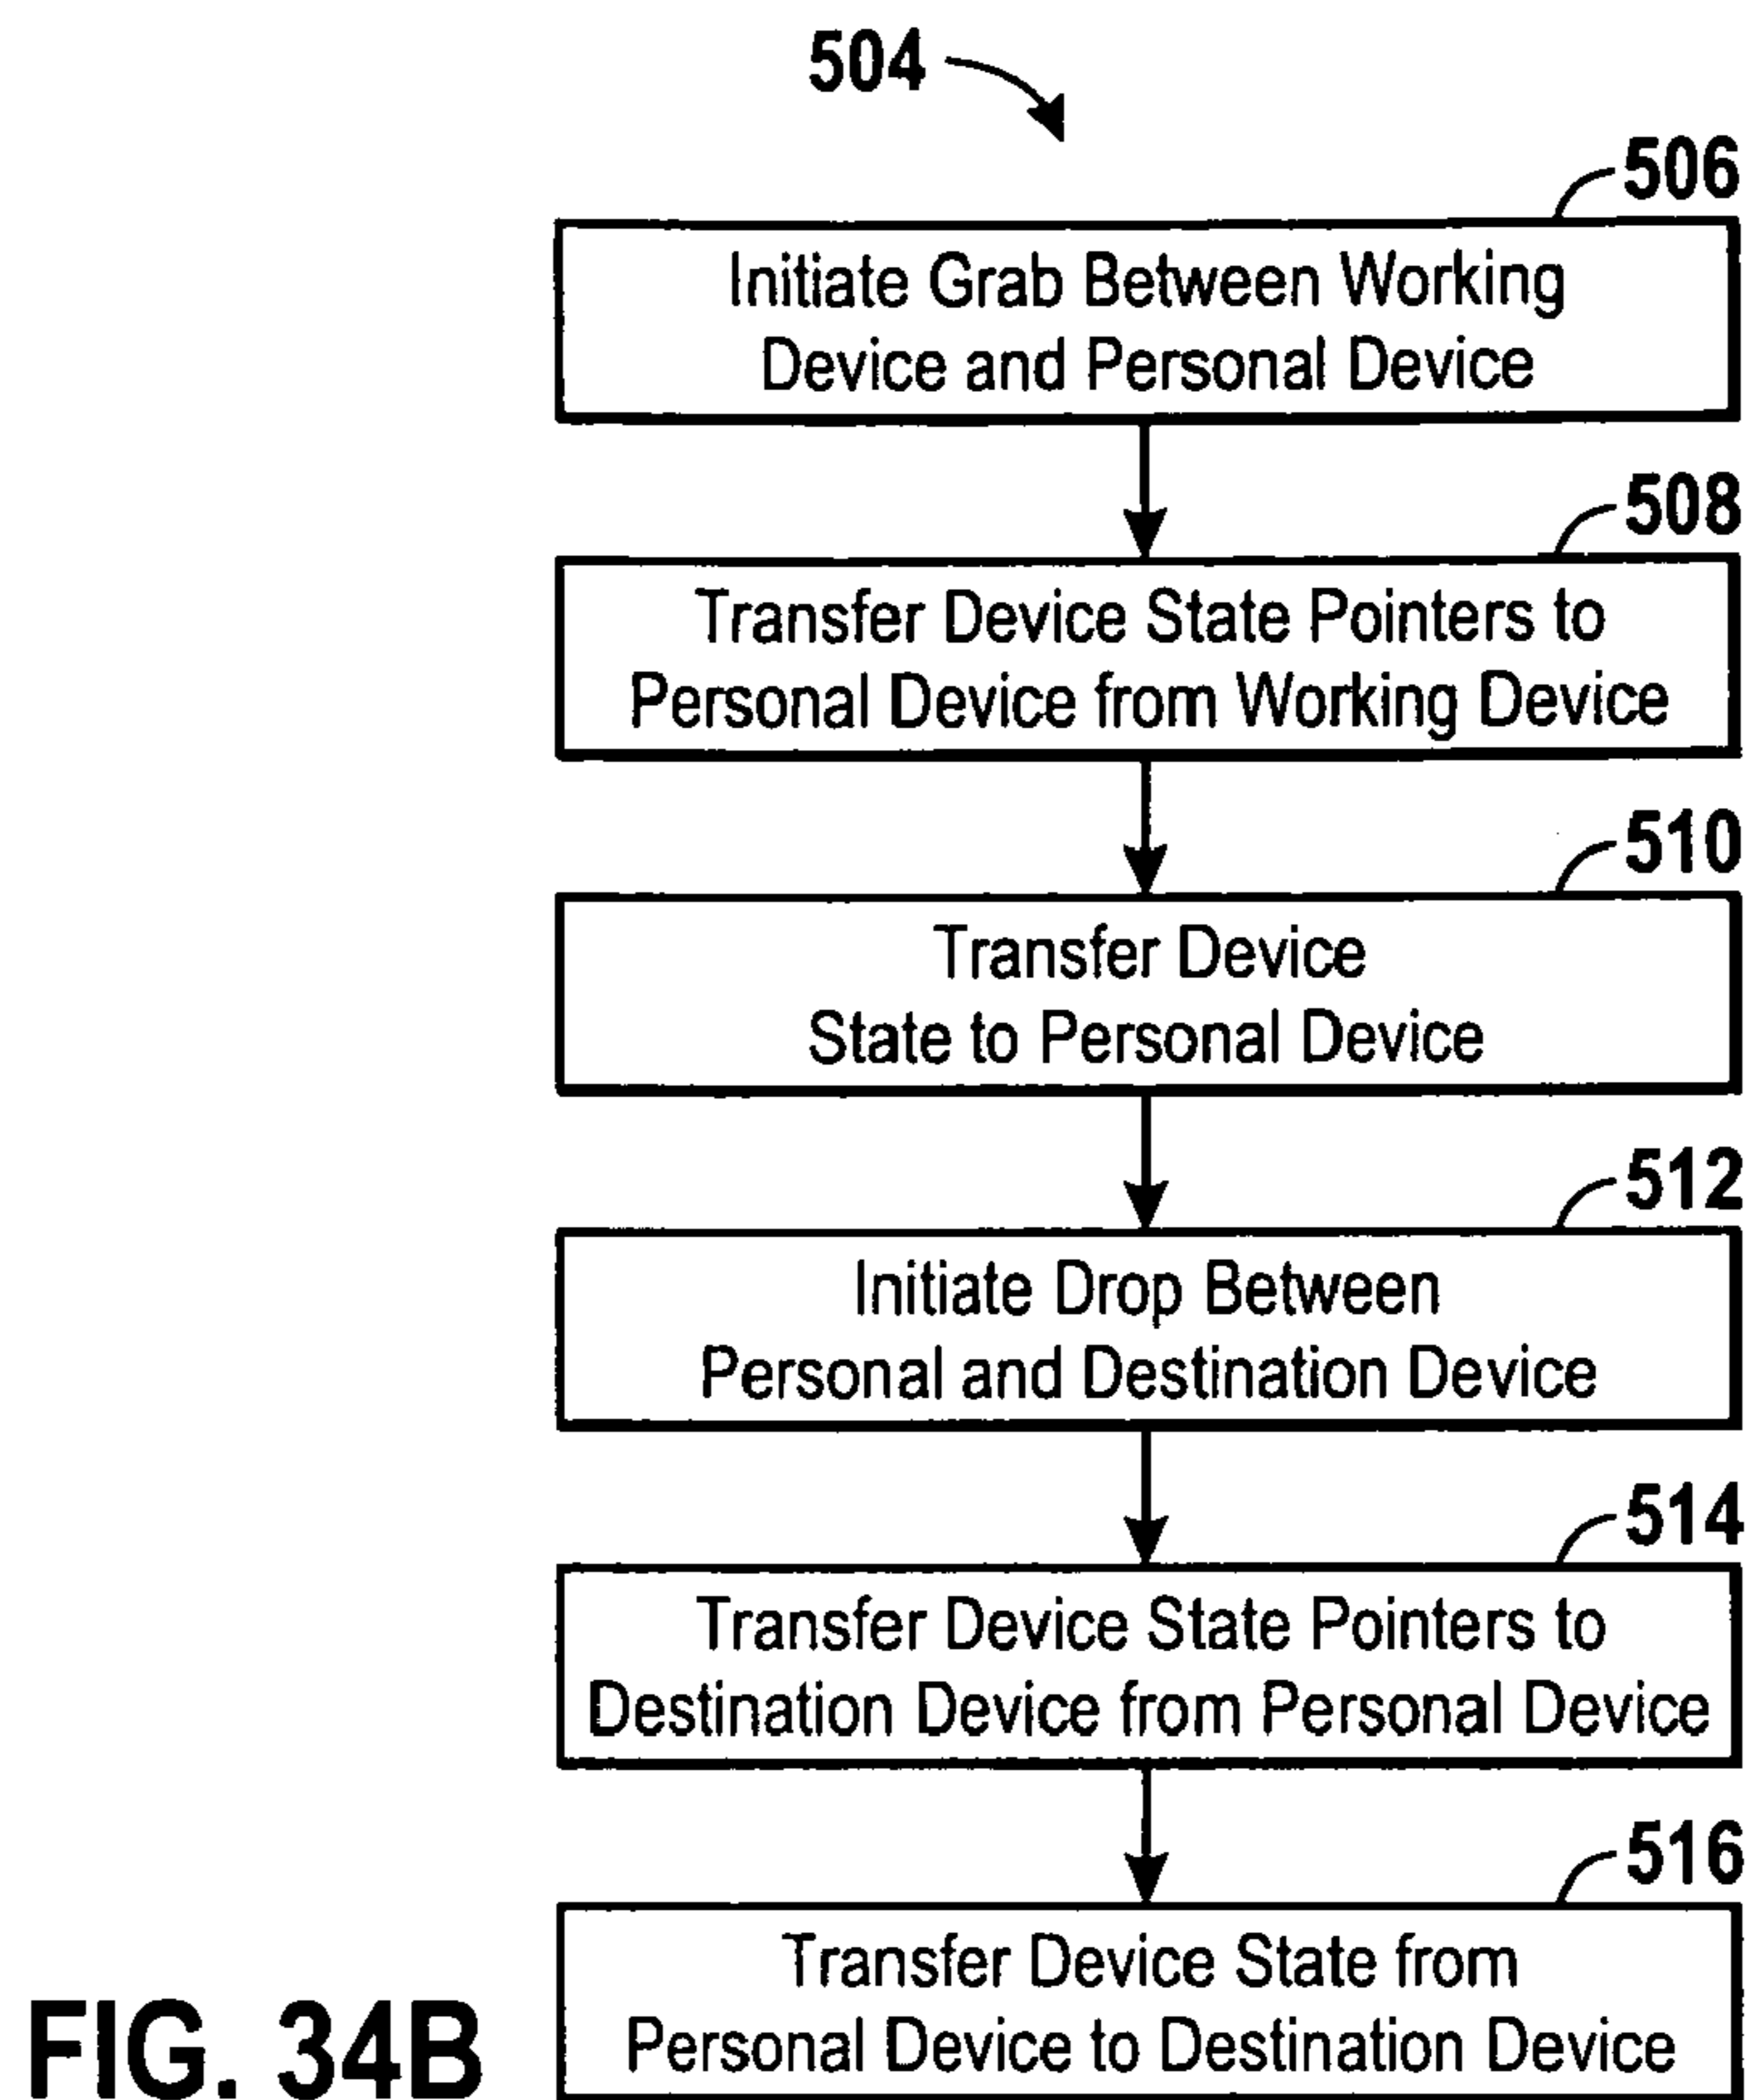 504
506
Initiate Grab Between Working
Device and Personal Device
508
Transfer Device State Pointers to
Personal Device from Working Device
510
Transfer Device
State to Personal Device
512
Initiate Drop Between
Personal and Destination Device
514
Transfer Device State Pointers to
Destination Device from Personal Device
516
Transfer Device State from
Personal Device to Destination Device
FIG. 34B